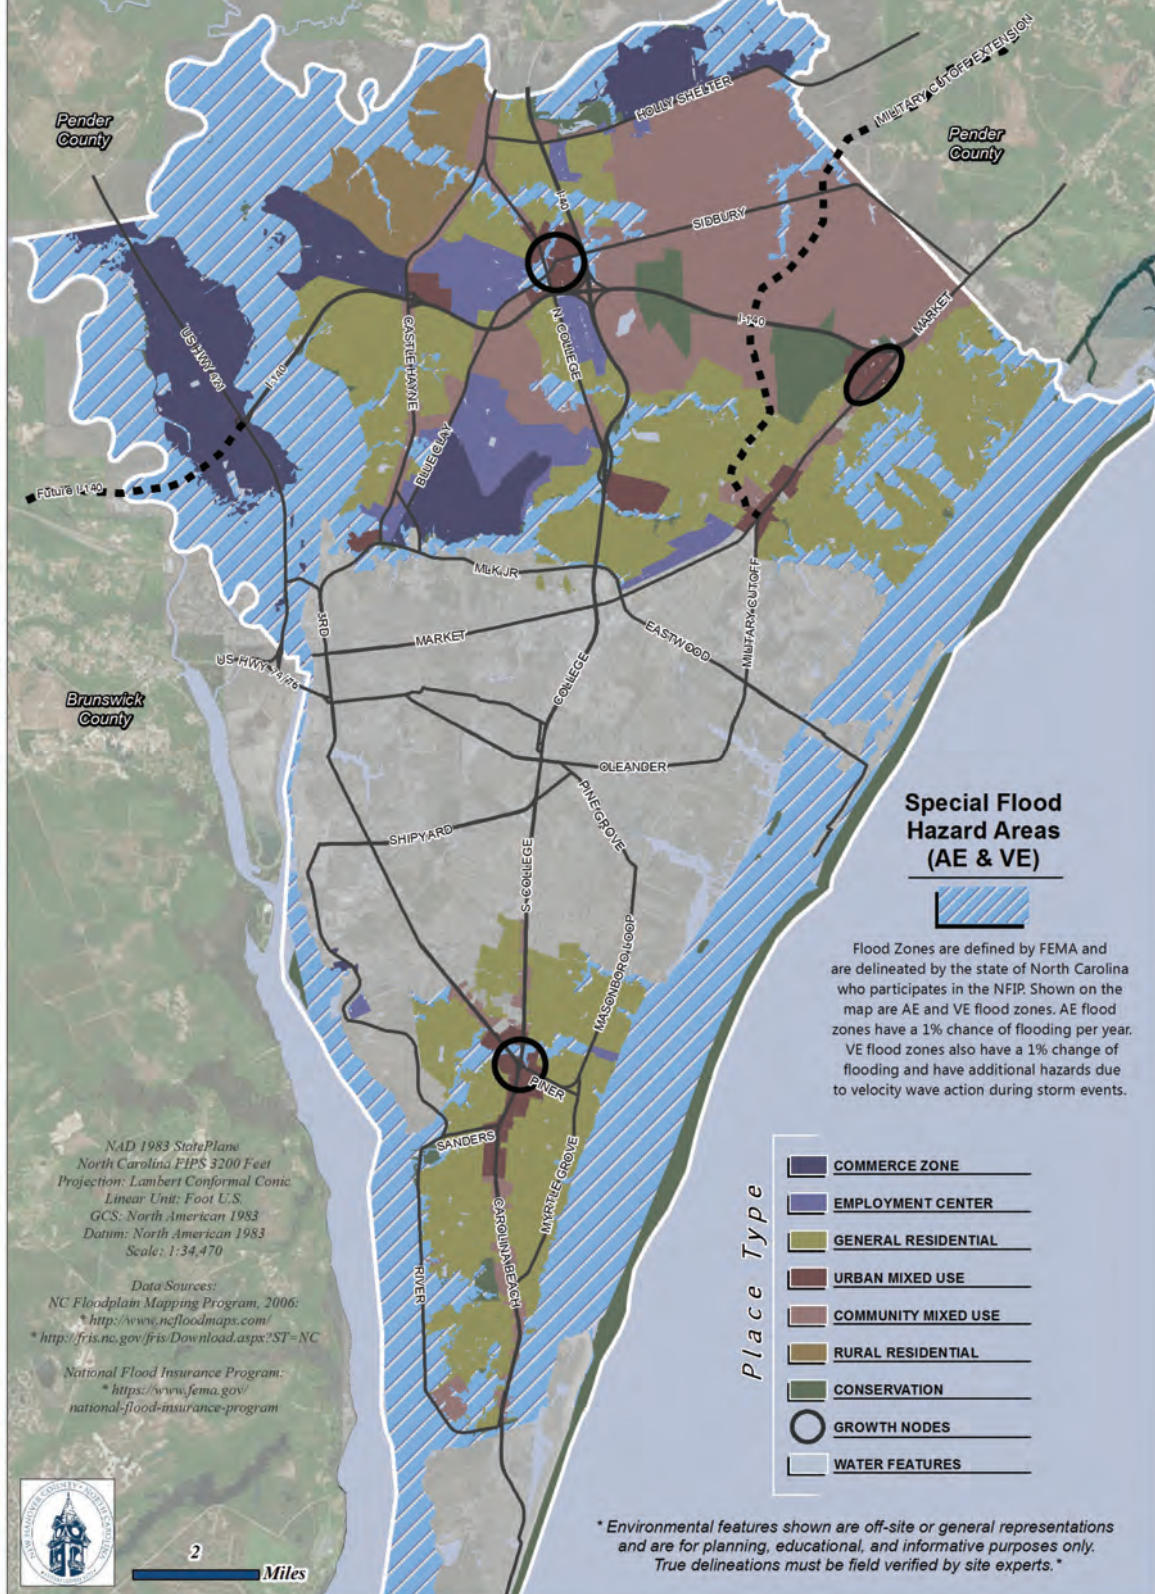 HOLLY SHELTER
MILITARY CUTOFF EXTENSION
Pender
County
Pender
County
I-40
SIDBURY
US HWY 421
I-140
CASTLE HAYNE
N. COLLEGE
I-140
MARKET
BLUE CLAY
Future I-140
MLK JR
3RD
MARKET
EASTWOOD
MILITARY CUTOFF
US HWY 74/76
COLLEGE
Brunswick
County
OLEANDER
PINE GROVE
SHIPYARD
S. COLLEGE
MASONBORO LOOP
PINER
SANDERS
MYRTLE GROVE
CAROLINA BEACH
RIVER
Special Flood
Hazard Areas
(AE & VE)
Flood Zones are defined by FEMA and
are delineated by the state of North Carolina
who participates in the NFIP. Shown on the
map are AE and VE flood zones. AE flood
zones have a 1% chance of flooding per year.
VE flood zones also have a 1% change of
flooding and have additional hazards due
to velocity wave action during storm events.
NAD 1983 StatePlane
North Carolina FIPS 3200 Feet
Projection: Lambert Conformal Conic
Linear Unit: Foot U.S.
GCS: North American 1983
Datum: North American 1983
Scale: 1:34,470
Data Sources:
NC Floodplain Mapping Program, 2006:
* http://www.ncfloodmaps.com/
* http://fris.nc.gov/fris/Download.aspx?ST=NC
National Flood Insurance Program:
* https://www.fema.gov/
national-flood-insurance-program
Place Type
COMMERCE ZONE
EMPLOYMENT CENTER
GENERAL RESIDENTIAL
URBAN MIXED USE
COMMUNITY MIXED USE
RURAL RESIDENTIAL
CONSERVATION
GROWTH NODES
WATER FEATURES
NEW HANOVER COUNTY • NORTH CAROLINA
2
Miles
* Environmental features shown are off-site or general representations
and are for planning, educational, and informative purposes only.
True delineations must be field verified by site experts.*